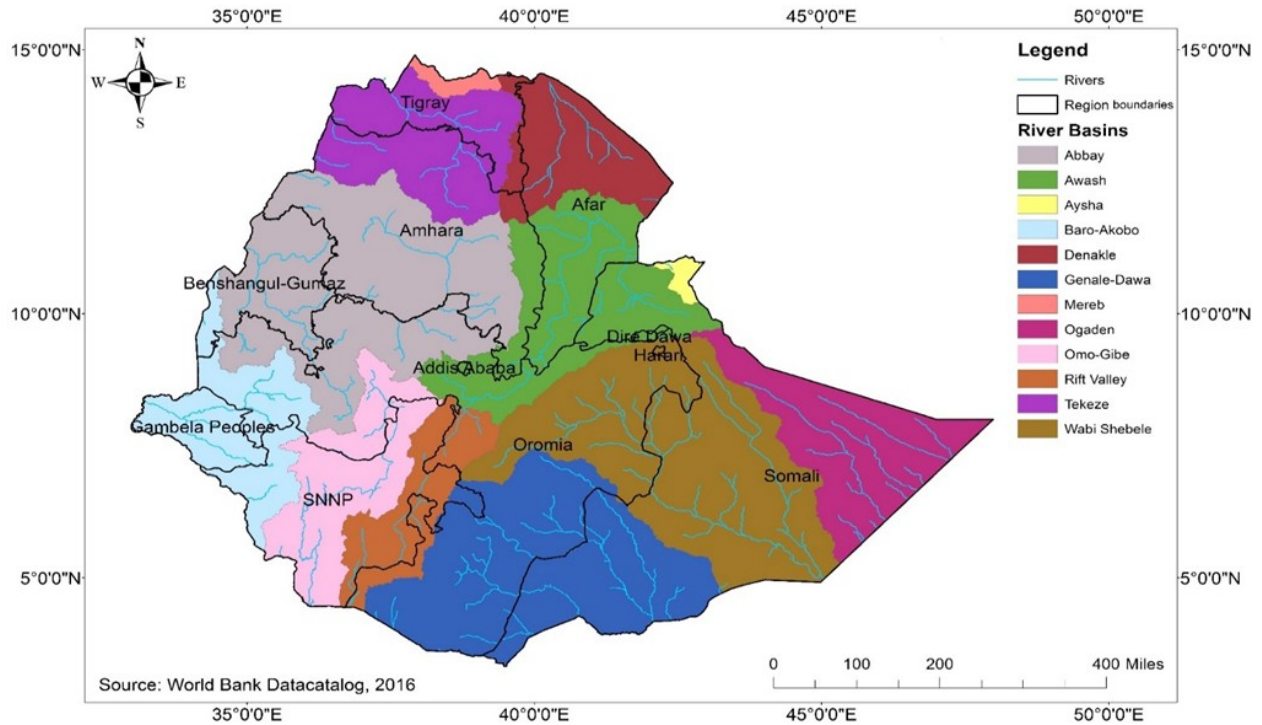 35°0'0"E 40°0'0"E 45°0'0"E 50°0'0"E
15°0'0"N 15°0'0"N
N
W E
S
Legend
Rivers
Region boundaries
River Basins
Abbay
Awash
Aysha
Baro-Akobo
Denakle
Genale-Dawa
Mereb
Ogaden
Omo-Gibe
Rift Valley
Tekeze
Wabi Shebele
Tigray
Afar
Amhara
Benshangul-Gumaz
10°0'0"N 10°0'0"N
Dire Dawa
Harari
Addis Ababa
Gambela Peoples
Oromia
Somali
SNNP
5°0'0"N 5°0'0"N
0 100 200 400 Miles
Source: World Bank Datacatalog, 2016
35°0'0"E 40°0'0"E 45°0'0"E 50°0'0"E